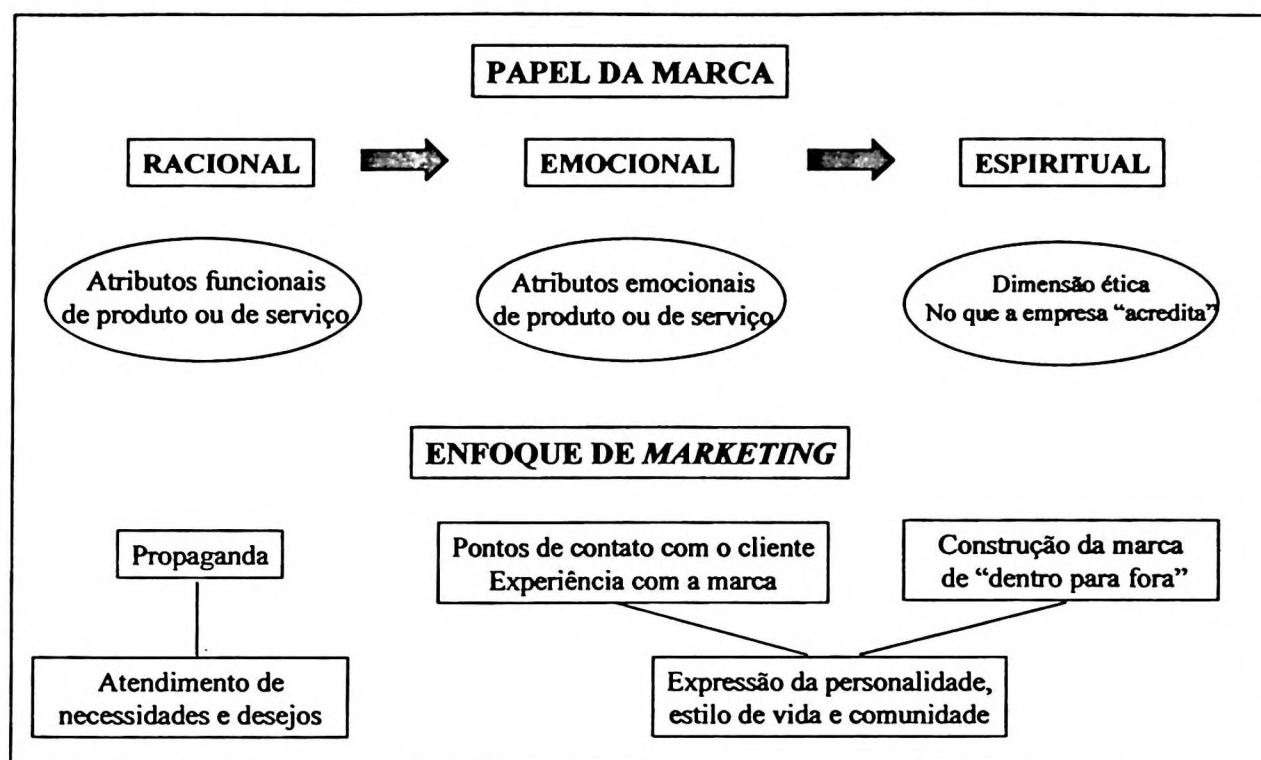 PAPEL DA MARCA
RACIONAL
EMOCIONAL
ESPIRITUAL
Atributos funcionais
de produto ou de serviço
Atributos emocionais
de produto ou de serviço
Dimensão ética
No que a empresa “acredita”
ENFOQUE DE MARKETING
Propaganda
Pontos de contato com o cliente
Experiência com a marca
Construção da marca
de “dentro para fora”
Atendimento de
necessidades e desejos
Expressão da personalidade,
estilo de vida e comunidade